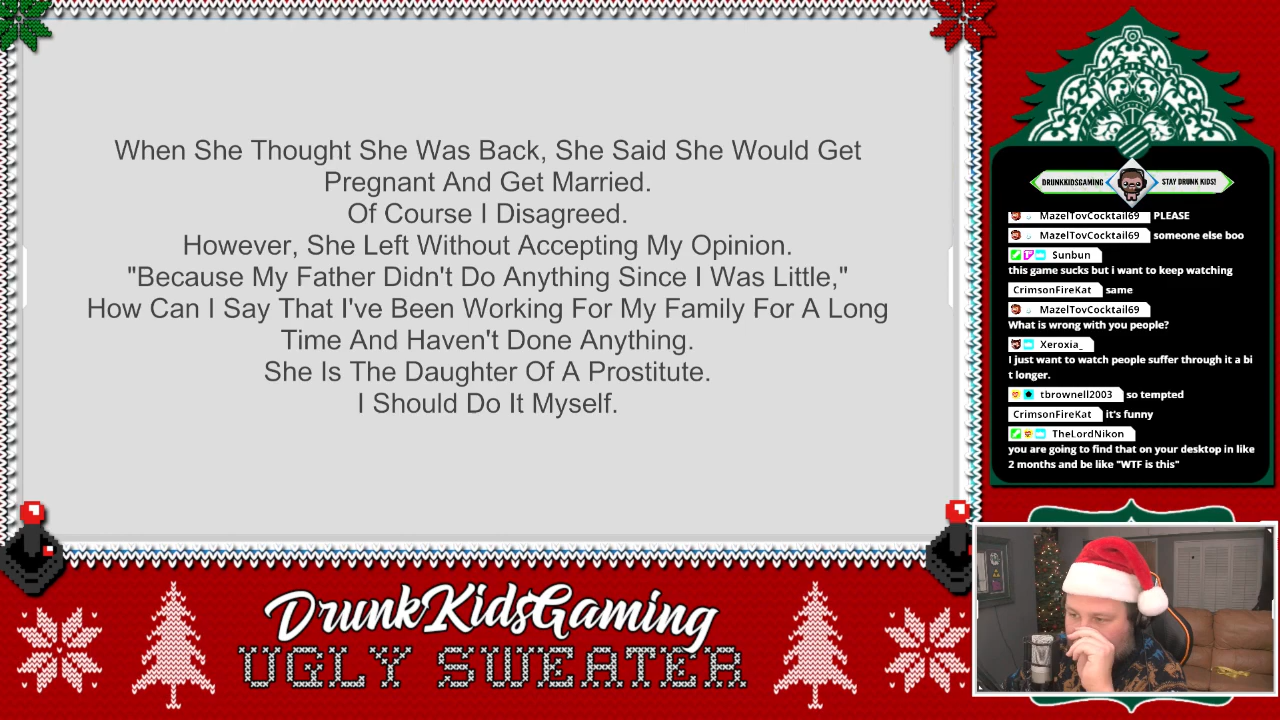 When She Thought She Was Back, She Said She Would Get
Pregnant And Get Married.
Of Course I Disagreed.
However, She Left Without Accepting My Opinion.
"Because My Father Didn't Do Anything Since I Was Little,"
How Can I Say That I've Been Working For My Family For A Long
Time And Haven't Done Anything.
She Is The Daughter Of A Prostitute.
I Should Do It Myself.
DRUNKKIDSGAMING
STAY DRUNK KIDS!
MazelTovCocktail69 PLEASE
MazelTovCocktail69 someone else boo
Sunbun
this game sucks but i want to keep watching
CrimsonFireKat same
MazelTovCocktail69
What is wrong with you people?
Xeroxia_
I just want to watch people suffer through it a bi
t longer.
tbrownell2003 so tempted
CrimsonFireKat it's funny
TheLordNikon
you are going to find that on your desktop in like
2 months and be like "WTF is this"
DrunkKidsGaming
UGLY SWEATER